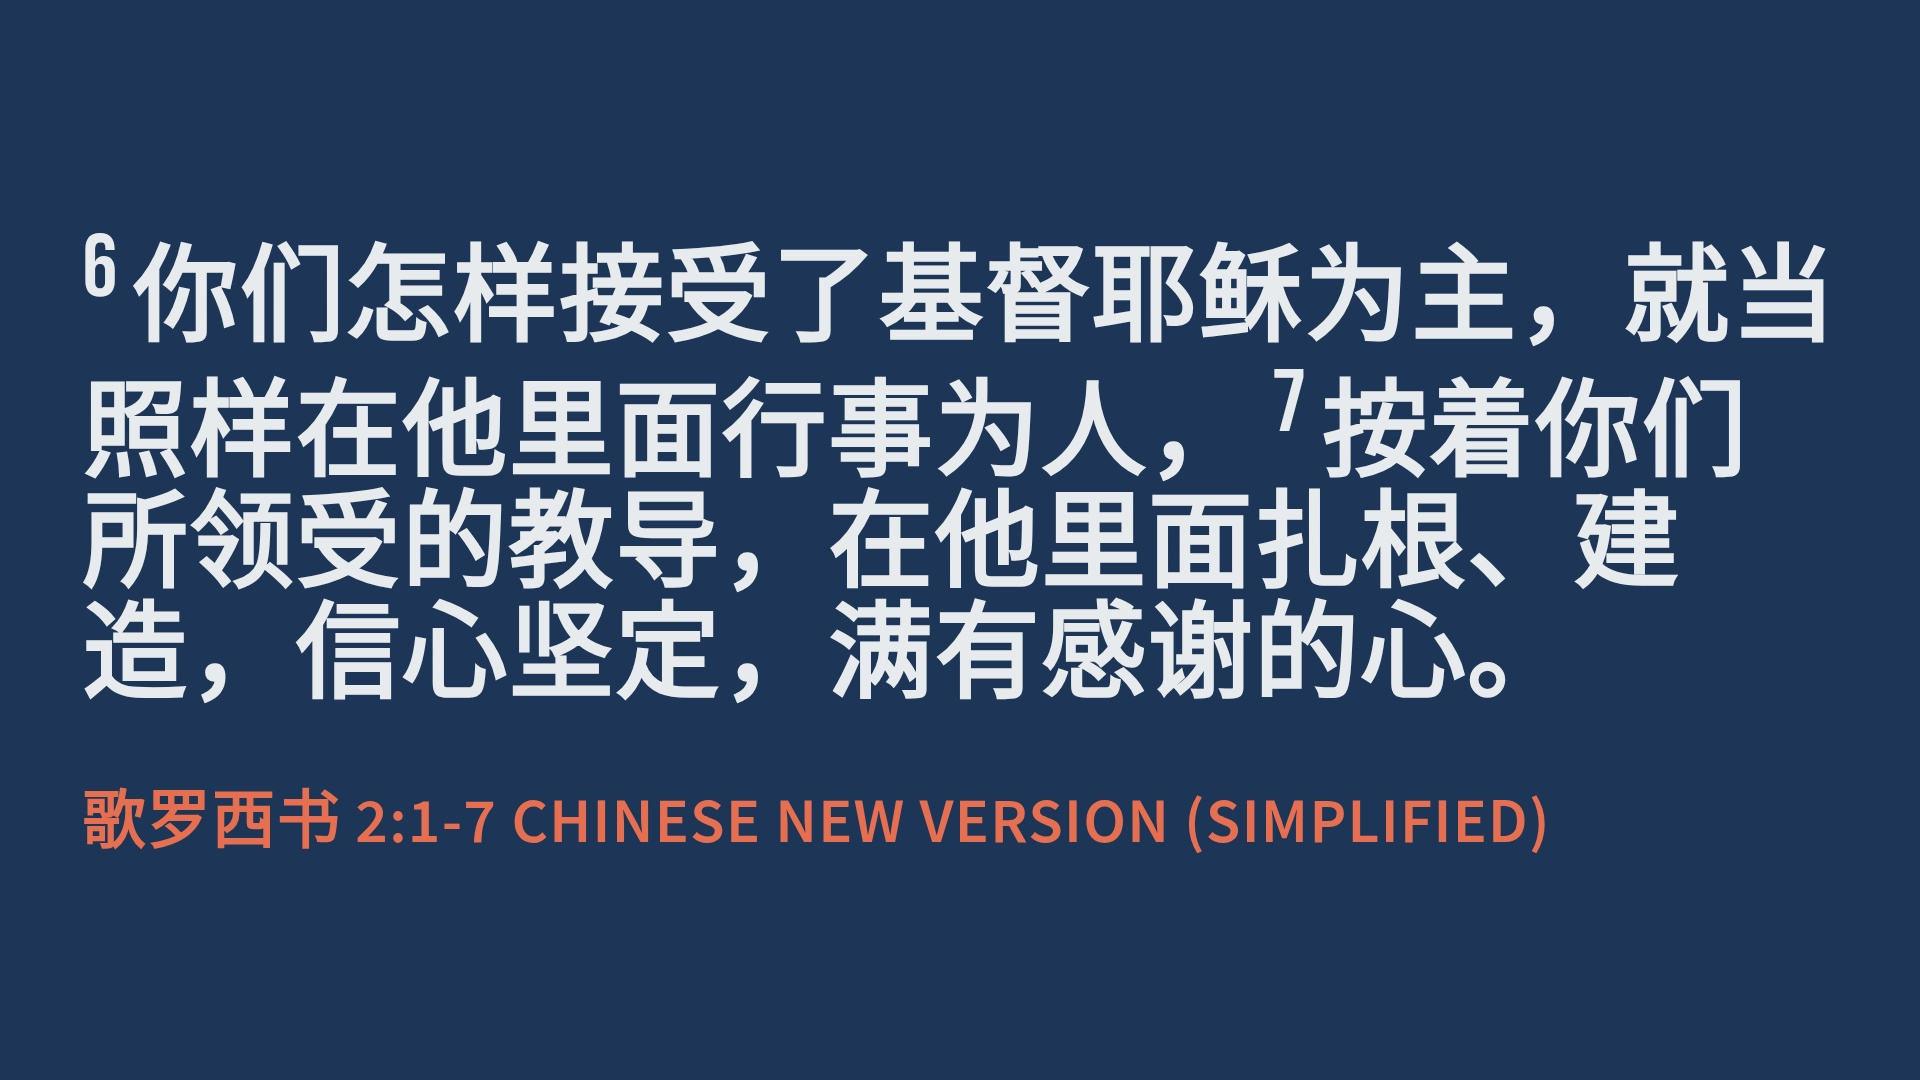 6 你们怎样接受了基督耶稣为主，就当
照样在他里面行事为人， 7 按着你们
所领受的教导，在他里面扎根、建
造，信心坚定，满有感谢的心。
歌罗西书 2:1-7 CHINESE NEW VERSION (SIMPLIFIED)